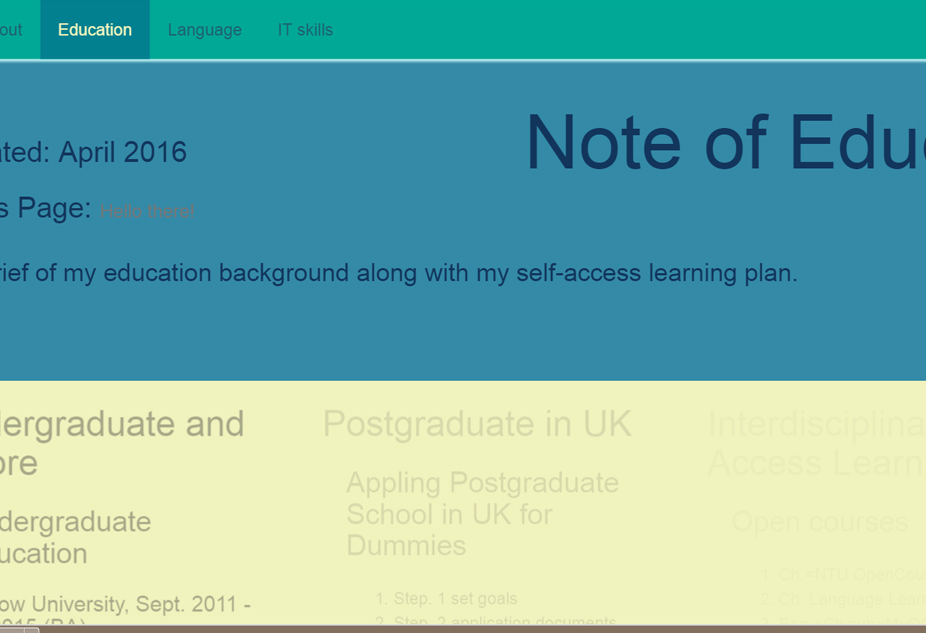 out Education Language IT skills
ated: April 2016
Note of Edu
s Page: Hello there!
rief of my education background along with my self-access learning plan.
dergraduate and
ore
dergraduate
ucation
ow University, Sept. 2011 -
2015 (BA)
Postgraduate in UK
Appling Postgraduate
School in UK for
Dummies
1. Step. 1 set goals
2. Step. 2 application documents
Interdisciplina
Access Learn
Open courses
1. Ch.=NTU OpenCou
2. Ch. Language Lear